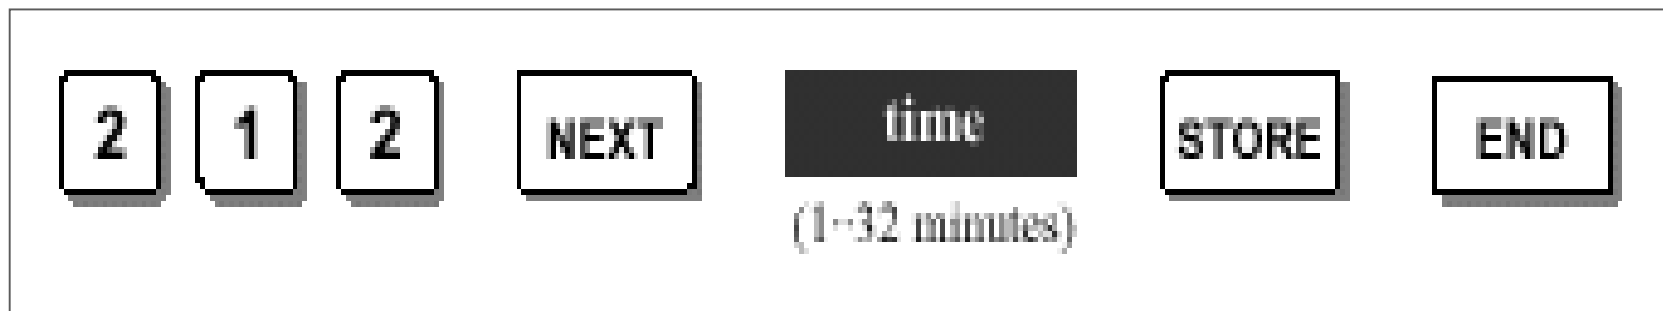 2 1 2 NEXT time STORE END
(1~32 minutes)